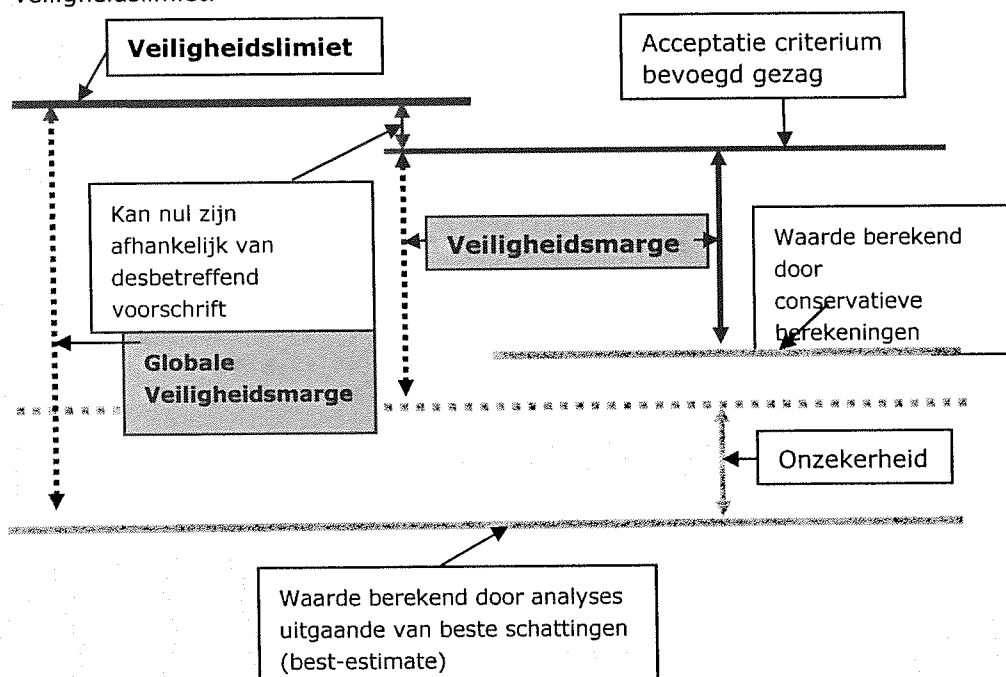 veiligheidslimiet.
Veiligheidslimiet
Acceptatie criterium
bevoegd gezag
Kan nul zijn
afhankelijk van
desbetreffend
voorschrift
Veiligheidsmarge
Waarde berekend
door
conservatieve
berekeningen
Globale
Veiligheidsmarge
Onzekerheid
Waarde berekend door analyses
uitgaande van beste schattingen
(best-estimate)